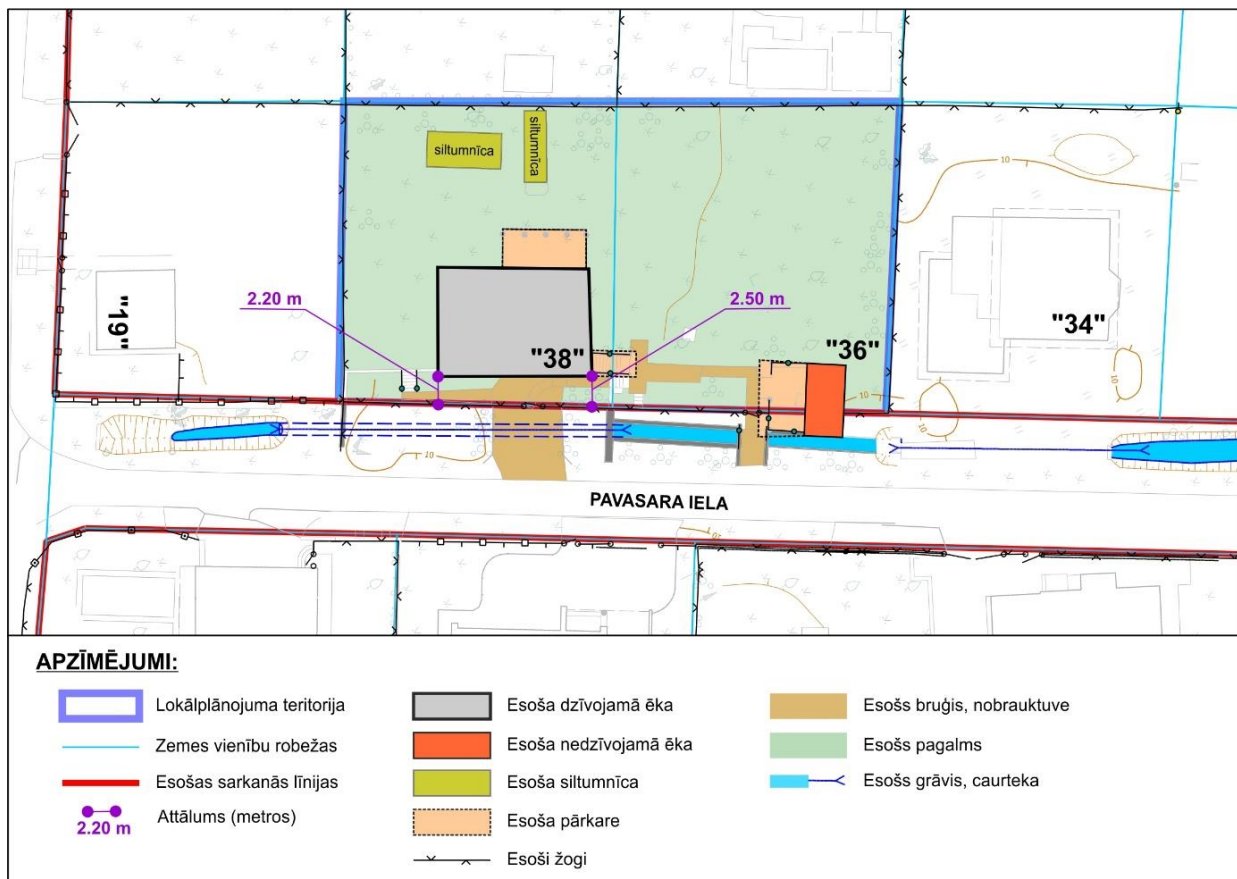 siltumnīca
siltumnīca
10
2.20 m
2.50 m
"19"
"38"
"36"
"34"
10
10
10
PAVASARA IELA
10
APZĪMĒJUMI:
Lokālplānojuma teritorija
Zemes vienību robežas
Esošas sarkanās līnijas
2.20 m
Attālums (metros)
Esoša dzīvojamā ēka
Esoša nedzīvojamā ēka
Esoša siltumnīca
Esoša pārkare
Esoši žogi
Esošs bruģis, nobrauktuve
Esošs pagalms
Esošs grāvis, caurteka